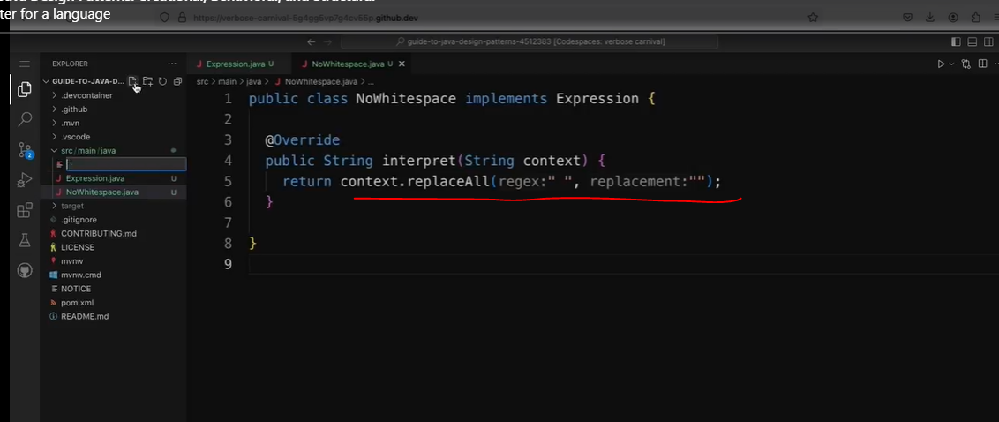 ter for a language
https://verbose-carnival-5g4gg5vp7g4cv55p.github.dev
guide-to-java-design-patterns-4512383 [Codespaces: verbose carnival]
EXPLORER
GUIDE-TO-JAVA-D...
.devcontainer
.github
.mvn
.vscode
src/main/java
Expression.java U
NoWhitespace.java U
target
.gitignore
CONTRIBUTING.md
LICENSE
mvnw
mvnw.cmd
NOTICE
pom.xml
README.md
2
Expression.java U
NoWhitespace.java U
src > main > java > NoWhitespace.java > ...
1 public class NoWhitespace implements Expression {
2
3 @Override
4 public String interpret(String context) {
5 return context.replaceAll(regex:" ", replacement:"");
6 }
7
8 }
9